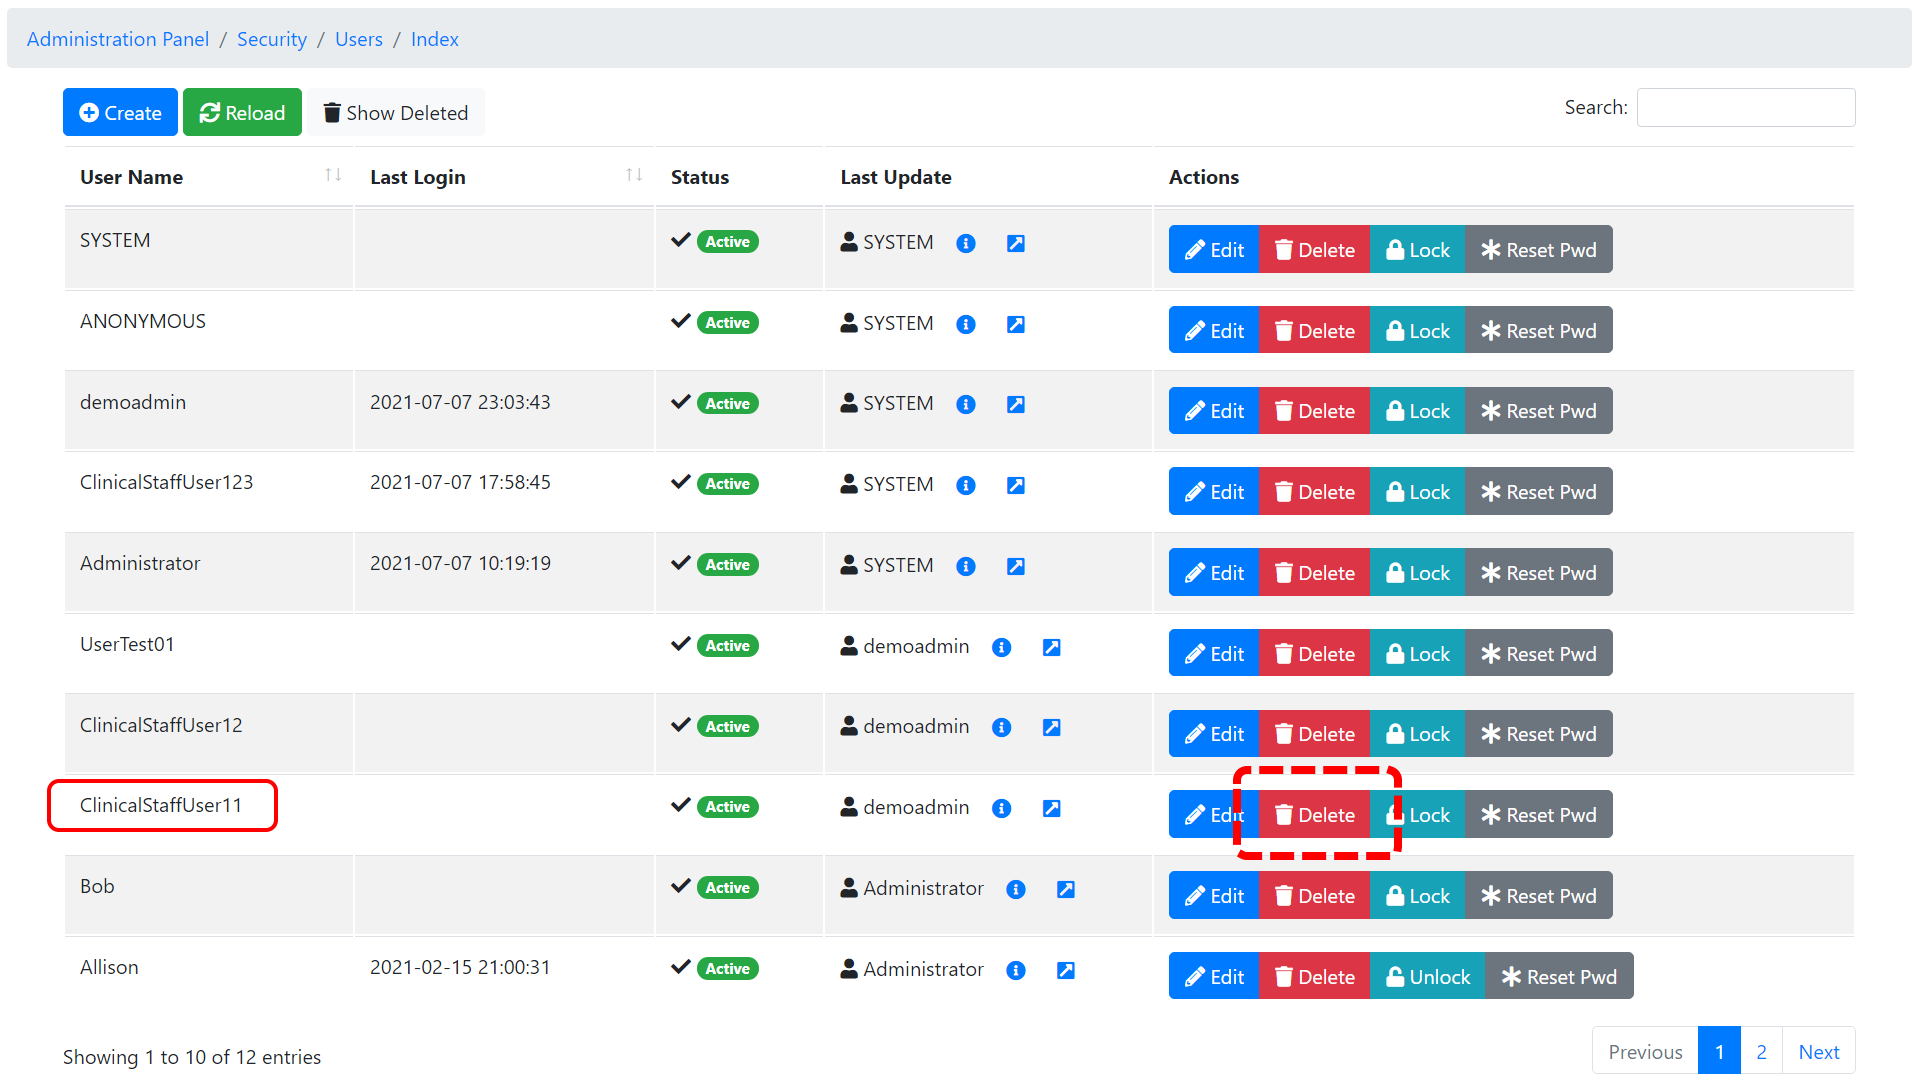 Administration Panel / Security / Users / Index
Create Reload Show Deleted Search:
User Name Last Login Status Last Update Actions
SYSTEM Active SYSTEM Edit Delete Lock Reset Pwd
ANONYMOUS Active SYSTEM Edit Delete Lock Reset Pwd
demoadmin 2021-07-07 23:03:43 Active SYSTEM Edit Delete Lock Reset Pwd
ClinicalStaffUser123 2021-07-07 17:58:45 Active SYSTEM Edit Delete Lock Reset Pwd
Administrator 2021-07-07 10:19:19 Active SYSTEM Edit Delete Lock Reset Pwd
UserTest01 Active demoadmin Edit Delete Lock Reset Pwd
ClinicalStaffUser12 Active demoadmin Edit Delete Lock Reset Pwd
ClinicalStaffUser11 Active demoadmin Edit Delete Lock Reset Pwd
Bob Active Administrator Edit Delete Lock Reset Pwd
Allison 2021-02-15 21:00:31 Active Administrator Edit Delete Unlock Reset Pwd
Showing 1 to 10 of 12 entries Previous 1 2 Next